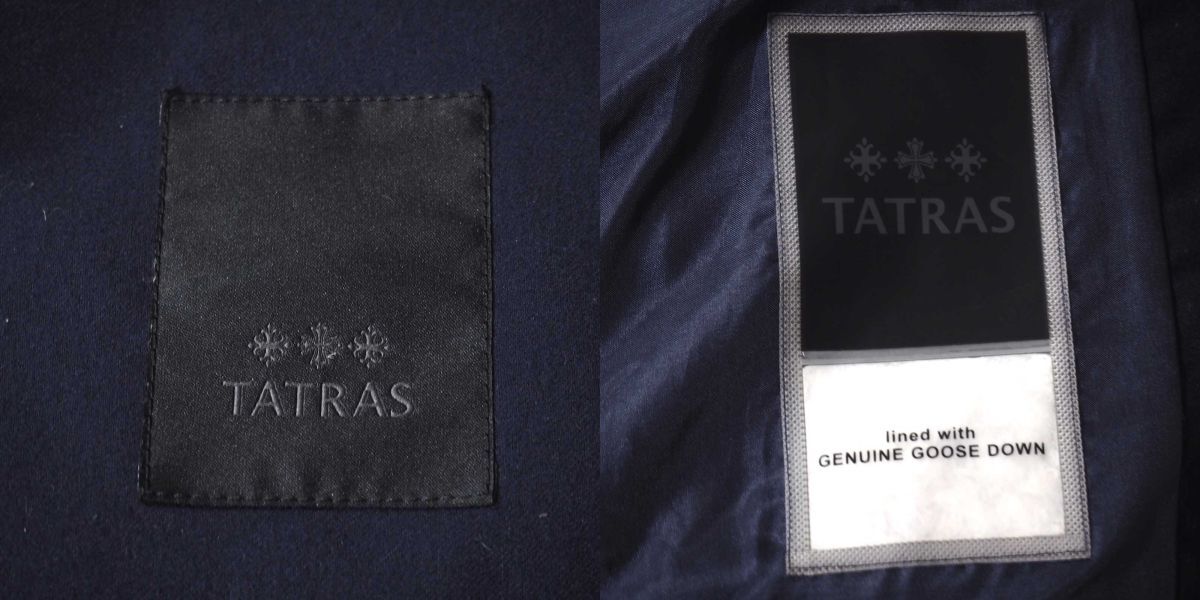 TATRAS
TATRAS
lined with
GENUINE GOOSE DOWN